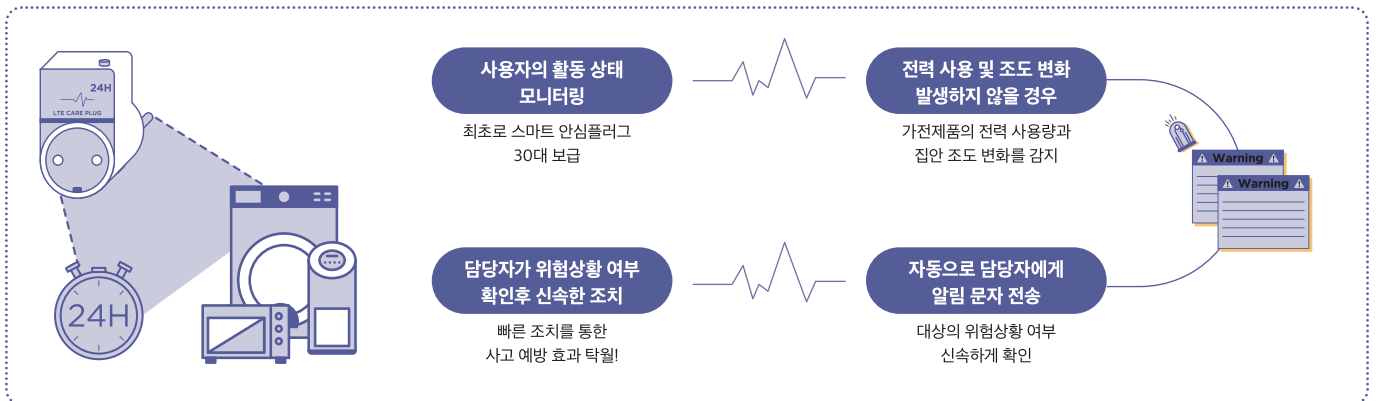 24H
LTE CARE PLUG
24H
사용자의 활동 상태
모니터링
최초로 스마트 안심플러그
30대 보급
전력 사용 및 조도 변화
발생하지 않을 경우
가전제품의 전력 사용량과
집안 조도 변화를 감지
Warning
Warning
자동으로 담당자에게
알림 문자 전송
대상의 위험상황 여부
신속하게 확인
담당자가 위험상황 여부
확인후 신속한 조치
빠른 조치를 통한
사고 예방 효과 탁월!